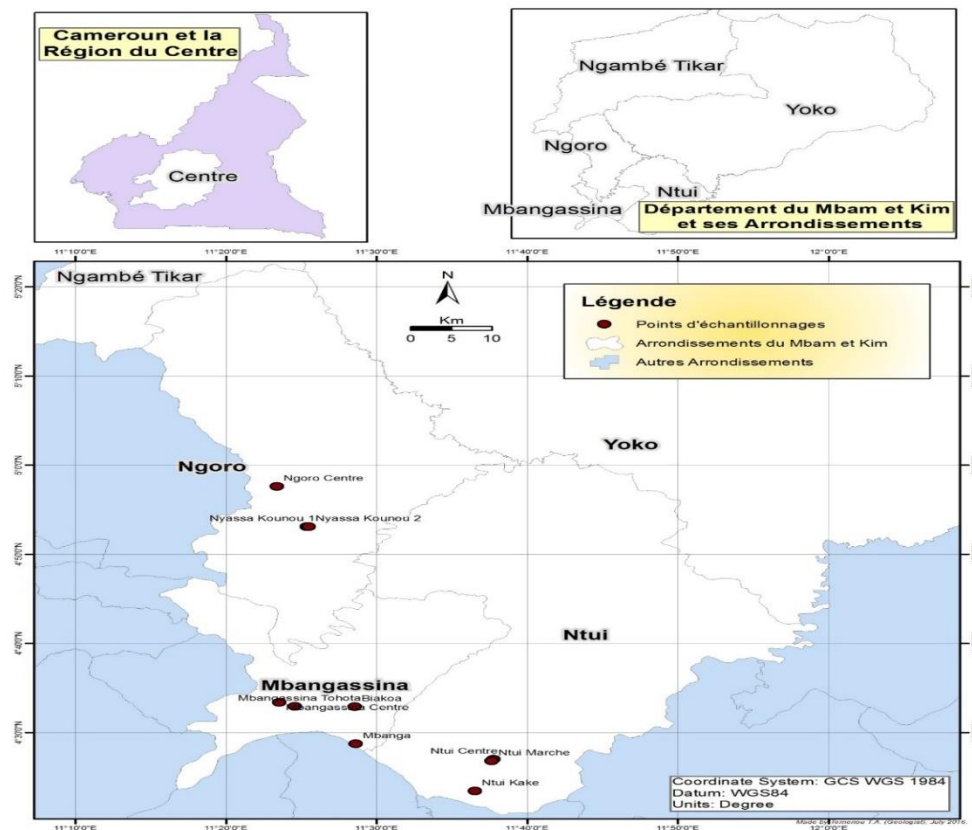 Cameroun et la
Région du Centre
Centre
Ngambé Tikar
Yoko
Ngoro
Ntui
Mbangassina
Département du Mbam et Kim
et ses Arrondissements
11°10'0"E 11°20'0"E 11°30'0"E 11°40'0"E 11°50'0"E 12°0'0"E
Ngambé Tikar
N
Km
0 5 10
Légende
Points d'échantillonnages
Arrondissements du Mbam et Kim
Autres Arrondissements
5°20'0"N
5°10'0"N
Yoko
5°0'0"N
Ngoro
Ngoro Centre
Nyassa Kounou 1 Nyassa Kounou 2
4°50'0"N
4°40'0"N
Ntui
Mbangassina
Mbangassina Tohota Biakoa
Mbangassina Centre
4°30'0"N
Mbanga
Ntui Centre Ntui Marche
Ntui Kake
Coordinate System: GCS WGS 1984
Datum: WGS84
Units: Degree
11°10'0"E 11°20'0"E 11°30'0"E 11°40'0"E 11°50'0"E 12°0'0"E